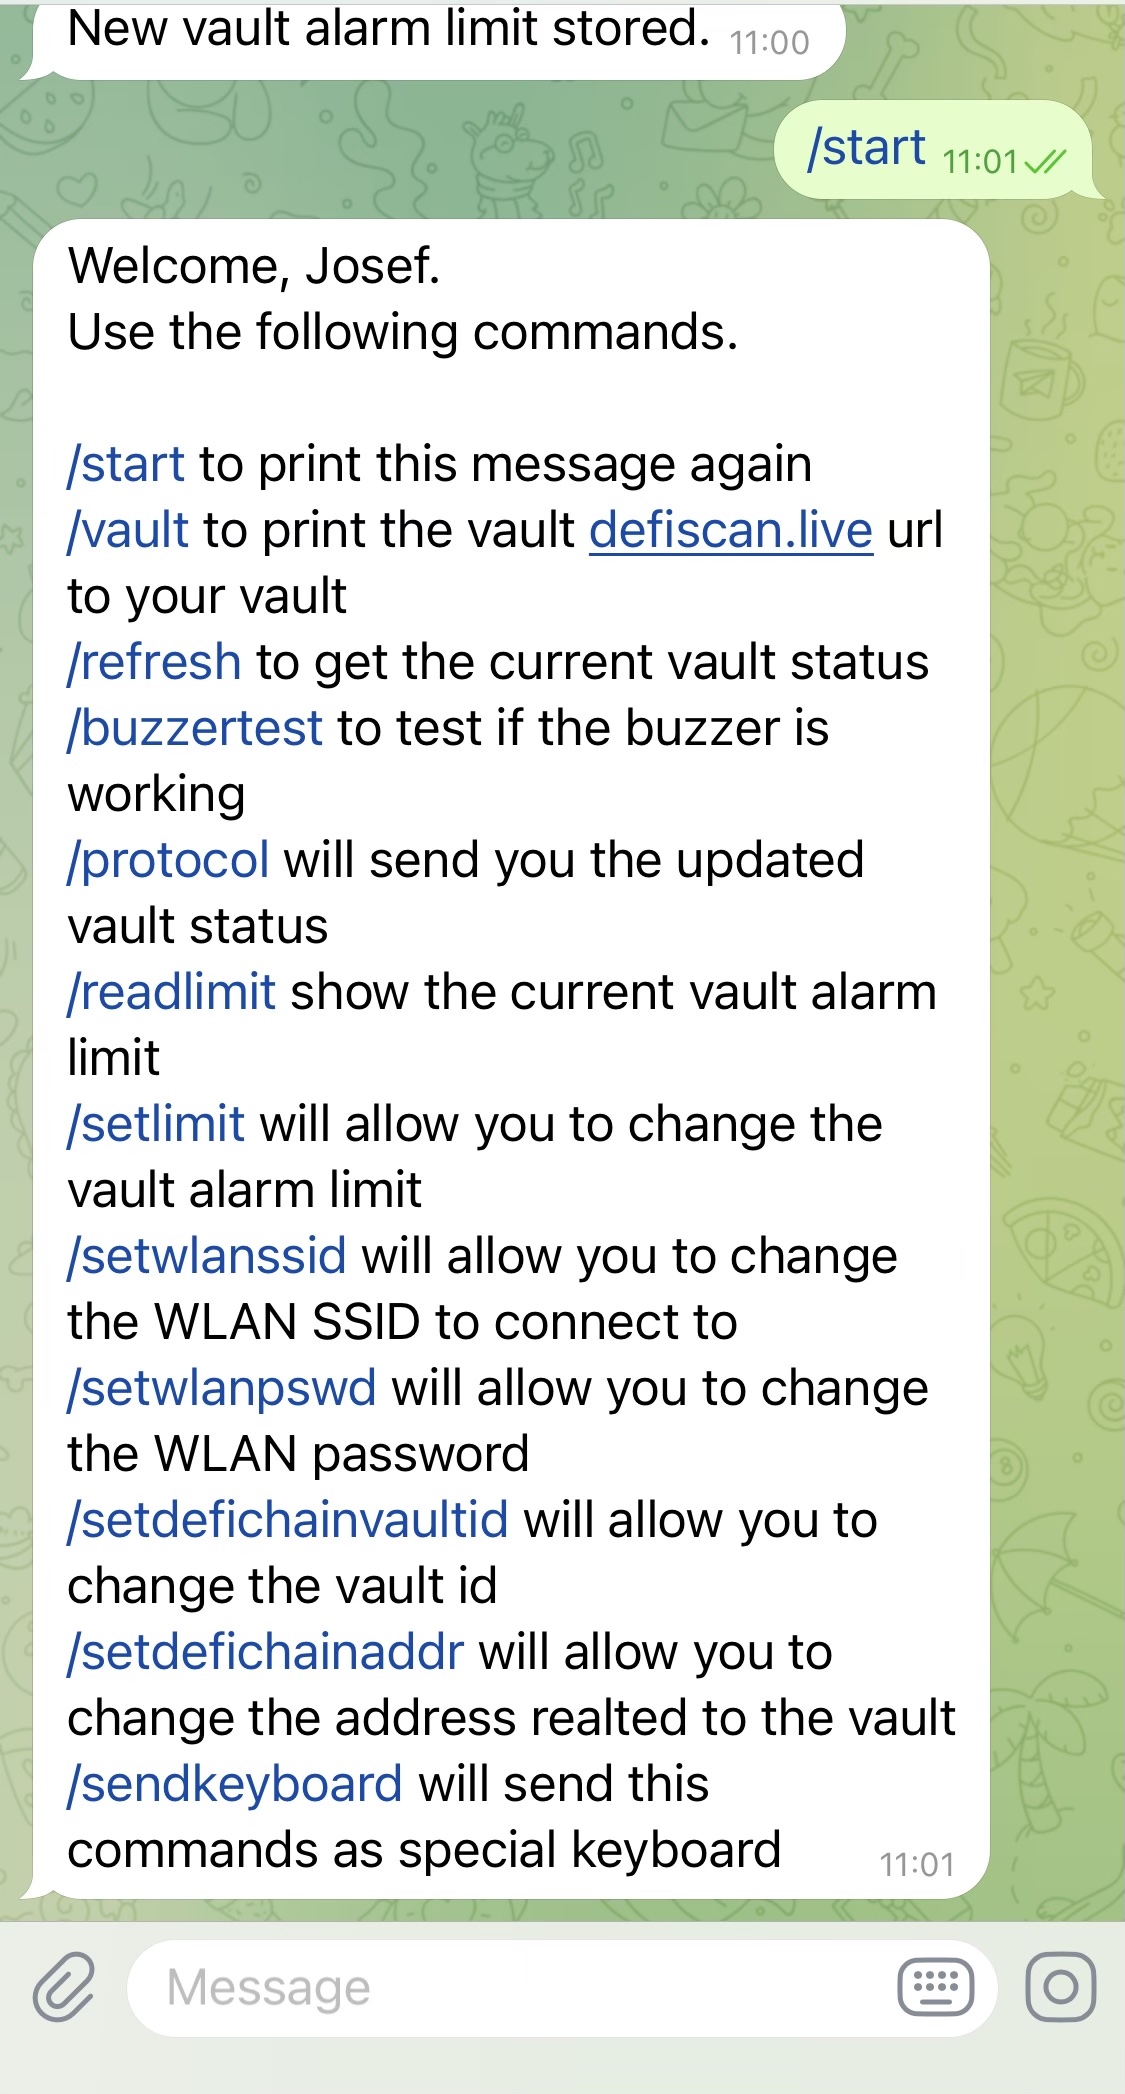 New vault alarm limit stored. 11:00
/start 11:01
Welcome, Josef.
Use the following commands.
/start to print this message again
/vault to print the vault defiscan.live url
to your vault
/refresh to get the current vault status
/buzzertest to test if the buzzer is
working
/protocol will send you the updated
vault status
/readlimit show the current vault alarm
limit
/setlimit will allow you to change the
vault alarm limit
/setwlanssid will allow you to change
the WLAN SSID to connect to
/setwlanpswd will allow you to change
the WLAN password
/setdefichainvaultid will allow you to
change the vault id
/setdefichainaddr will allow you to
change the address realted to the vault
/sendkeyboard will send this
commands as special keyboard 11:01
Message